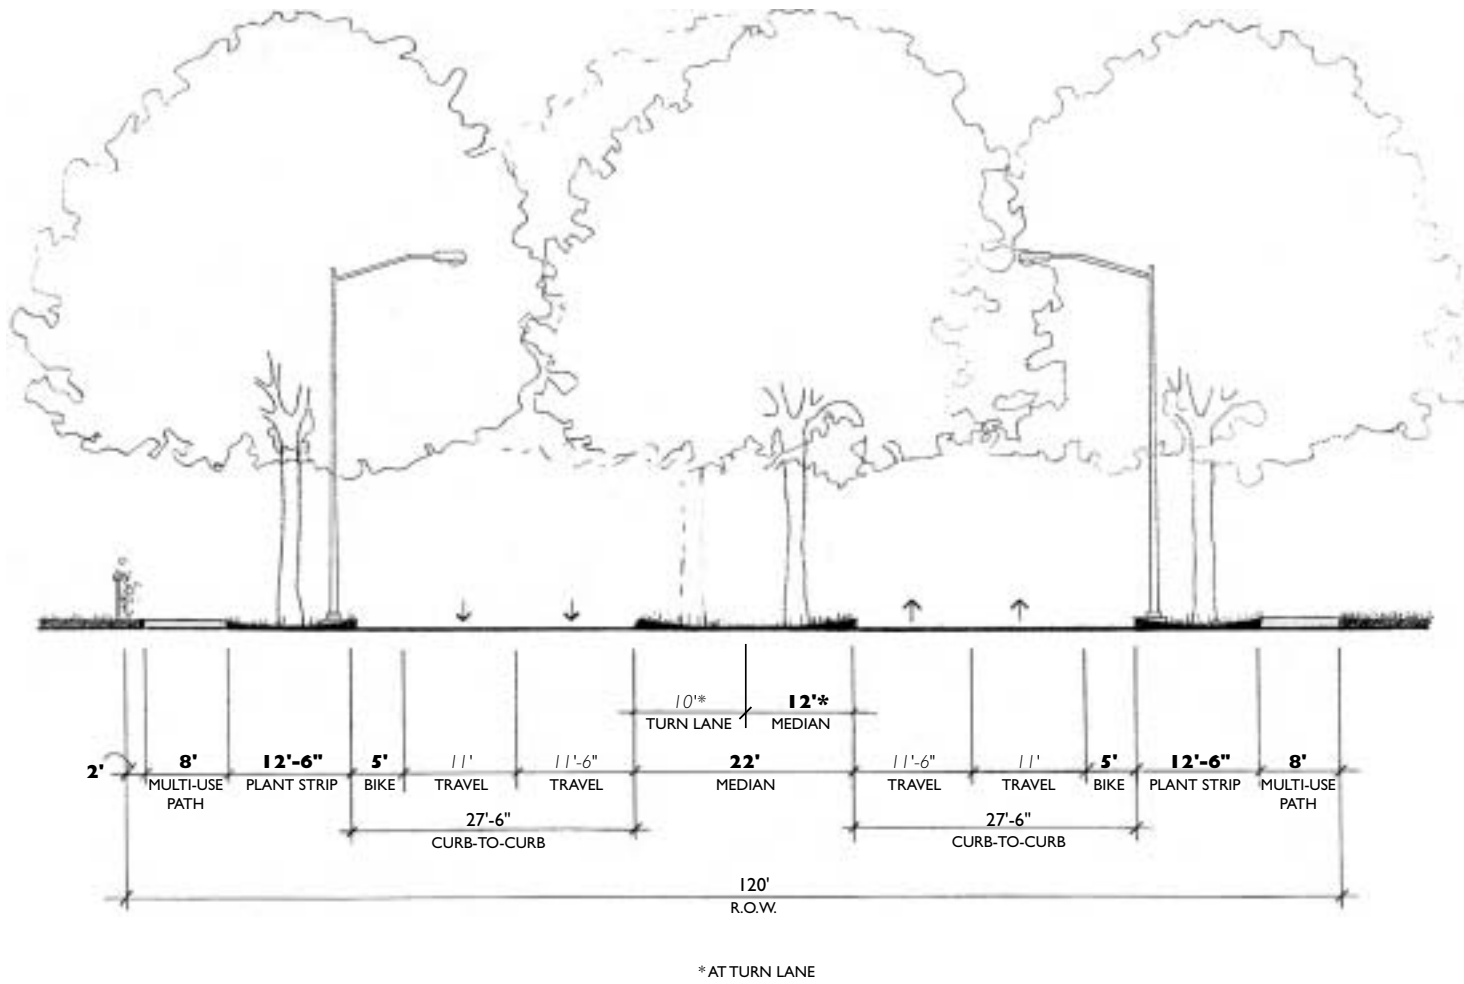 10'* 12'*
TURN LANE MEDIAN
2' 8' 12'-6" 5' 11' 11'-6" 22' 11'-6" 11' 5' 12'-6" 8'
MULTI-USE PATH PLANT STRIP BIKE TRAVEL TRAVEL MEDIAN TRAVEL TRAVEL BIKE PLANT STRIP MULTI-USE PATH
27'-6" 27'-6"
CURB-TO-CURB CURB-TO-CURB
120'
R.O.W.
*AT TURN LANE